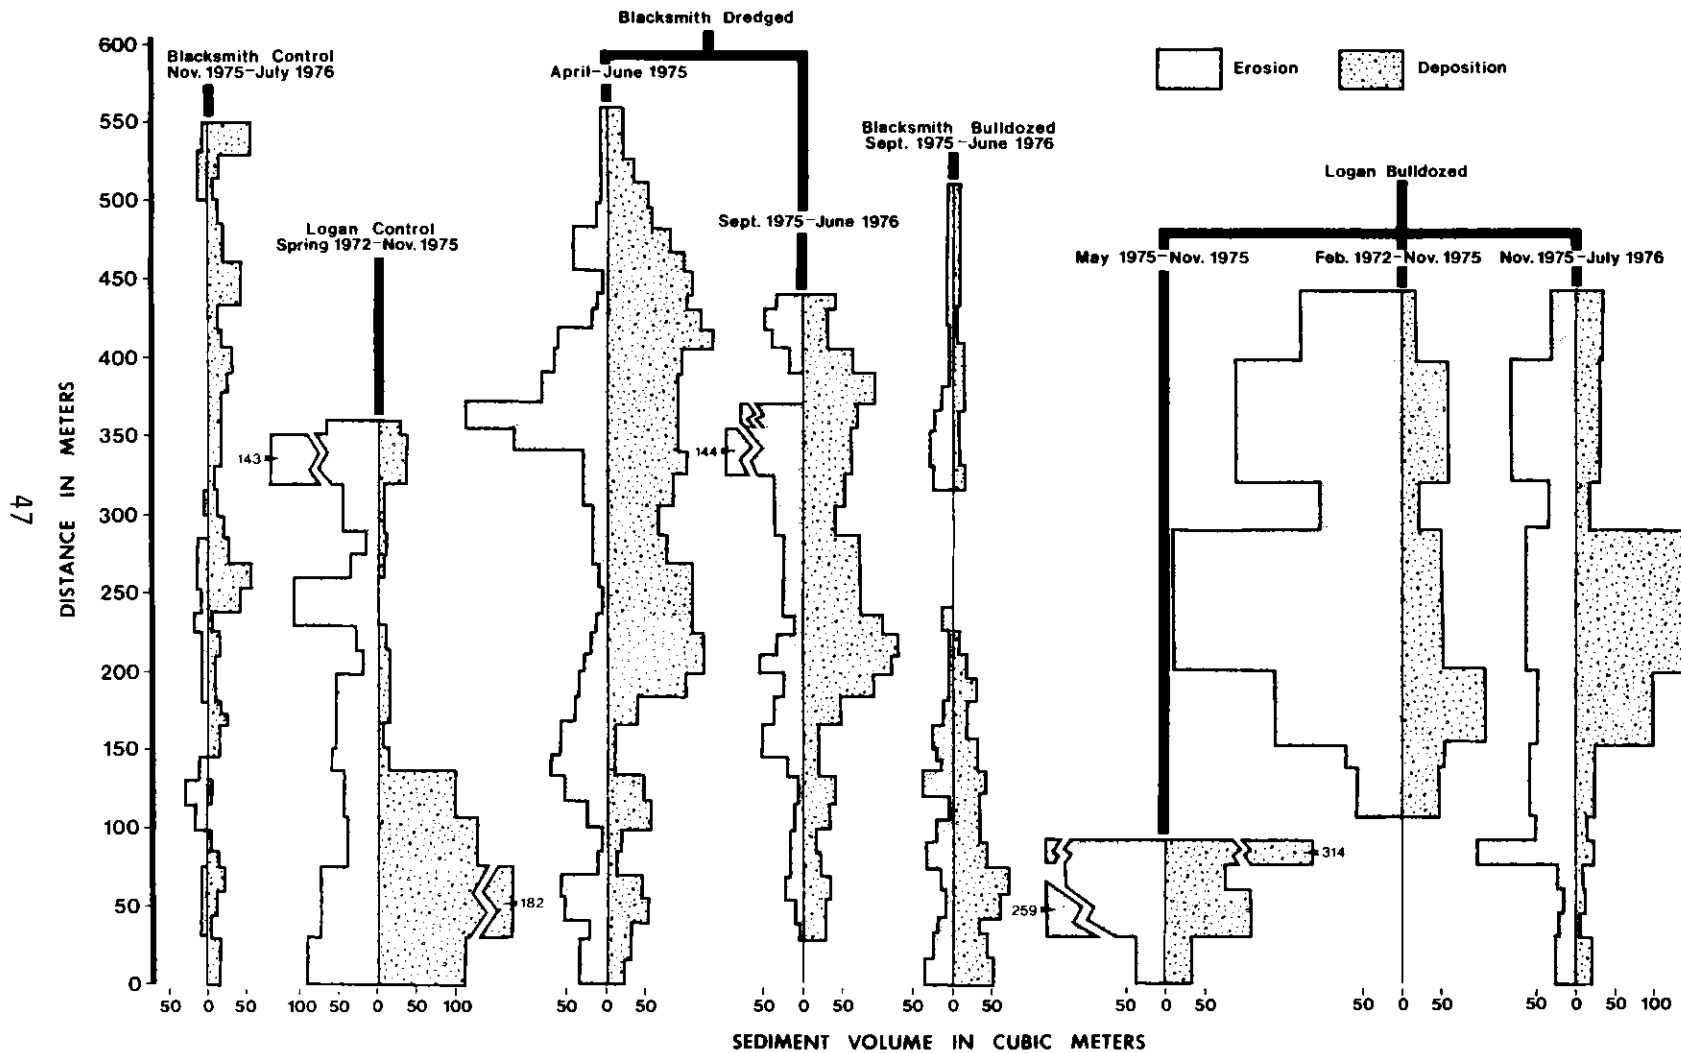 Blacksmith Dredged
600
Blacksmith Control
Nov. 1975-July 1976
April-June 1975
Erosion
Deposition
550
Blacksmith Bulldozed
Sept. 1975-June 1976
500
Logan Bulldozed
Logan Control
Spring 1972-Nov. 1975
Sept. 1975-June 1976
May 1975-Nov. 1975
Feb. 1972-Nov. 1975
Nov. 1975-July 1976
450
400
350
143
144
300
250
200
150
100
314
50
182
259
0
DISTANCE IN METERS
47
50 0 50
100 50 0 50 100
50 0 50
50 0 50
50 0 50
50 0 50
50 0 50
50 0 50 100
SEDIMENT VOLUME IN CUBIC METERS